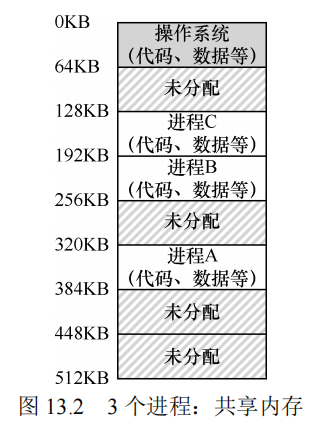 0KB
操作系统
（代码、数据等）
64KB
未分配
128KB
进程C
（代码、数据等）
192KB
进程B
（代码、数据等）
256KB
未分配
320KB
进程A
（代码、数据等）
384KB
未分配
448KB
未分配
512KB
图 13.2 3 个进程：共享内存